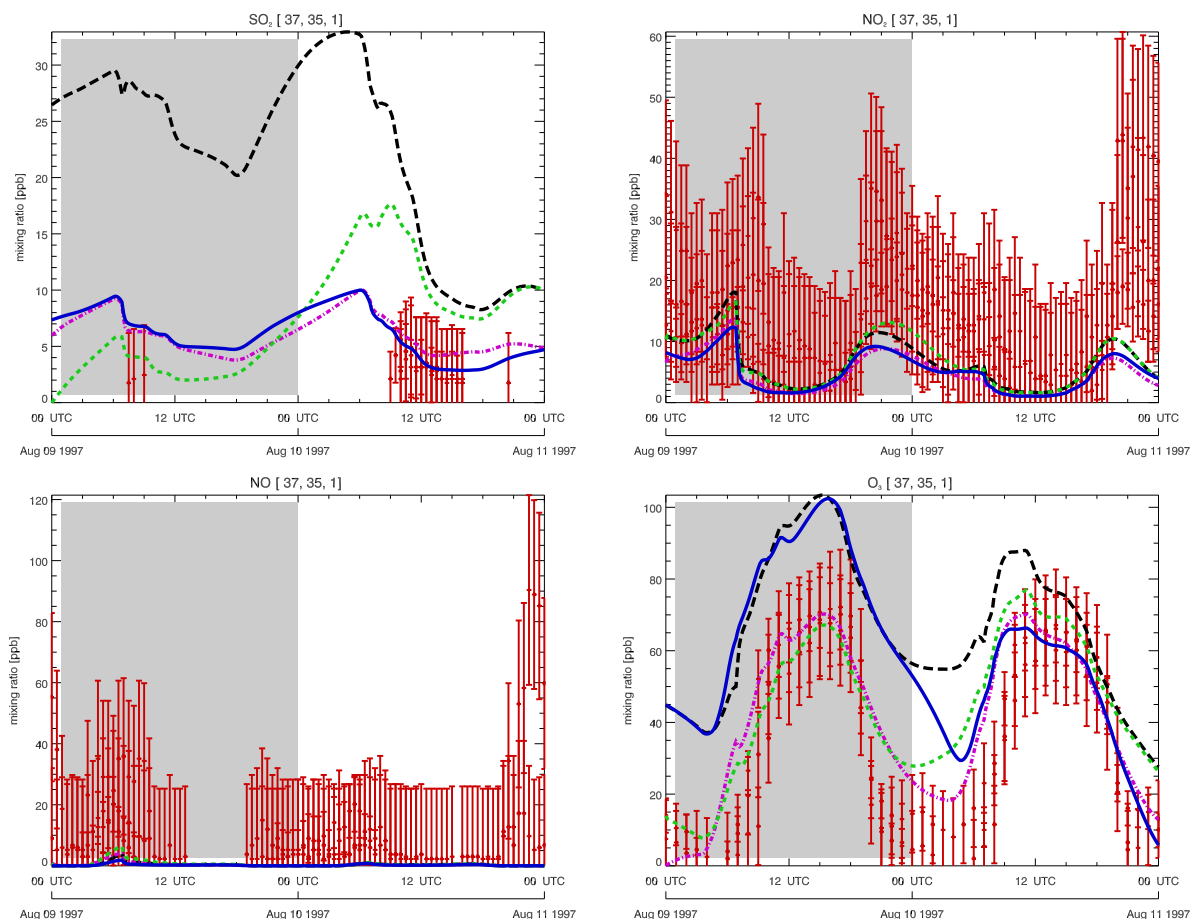 SO₂ [ 37, 35, 1]
NO₂ [ 37, 35, 1]
mixing ratio [ppb]
30
25
20
15
10
5
0
mixing ratio [ppb]
60
50
40
30
20
10
0
00 UTC
12 UTC
00 UTC
12 UTC
00 UTC
00 UTC
12 UTC
00 UTC
12 UTC
00 UTC
Aug 09 1997
Aug 10 1997
Aug 11 1997
Aug 09 1997
Aug 10 1997
Aug 11 1997
NO [ 37, 35, 1]
O₃ [ 37, 35, 1]
mixing ratio [ppb]
120
100
80
60
40
20
0
mixing ratio [ppb]
100
80
60
40
20
0
00 UTC
12 UTC
00 UTC
12 UTC
00 UTC
00 UTC
12 UTC
00 UTC
12 UTC
00 UTC
Aug 09 1997
Aug 10 1997
Aug 11 1997
Aug 09 1997
Aug 10 1997
Aug 11 1997